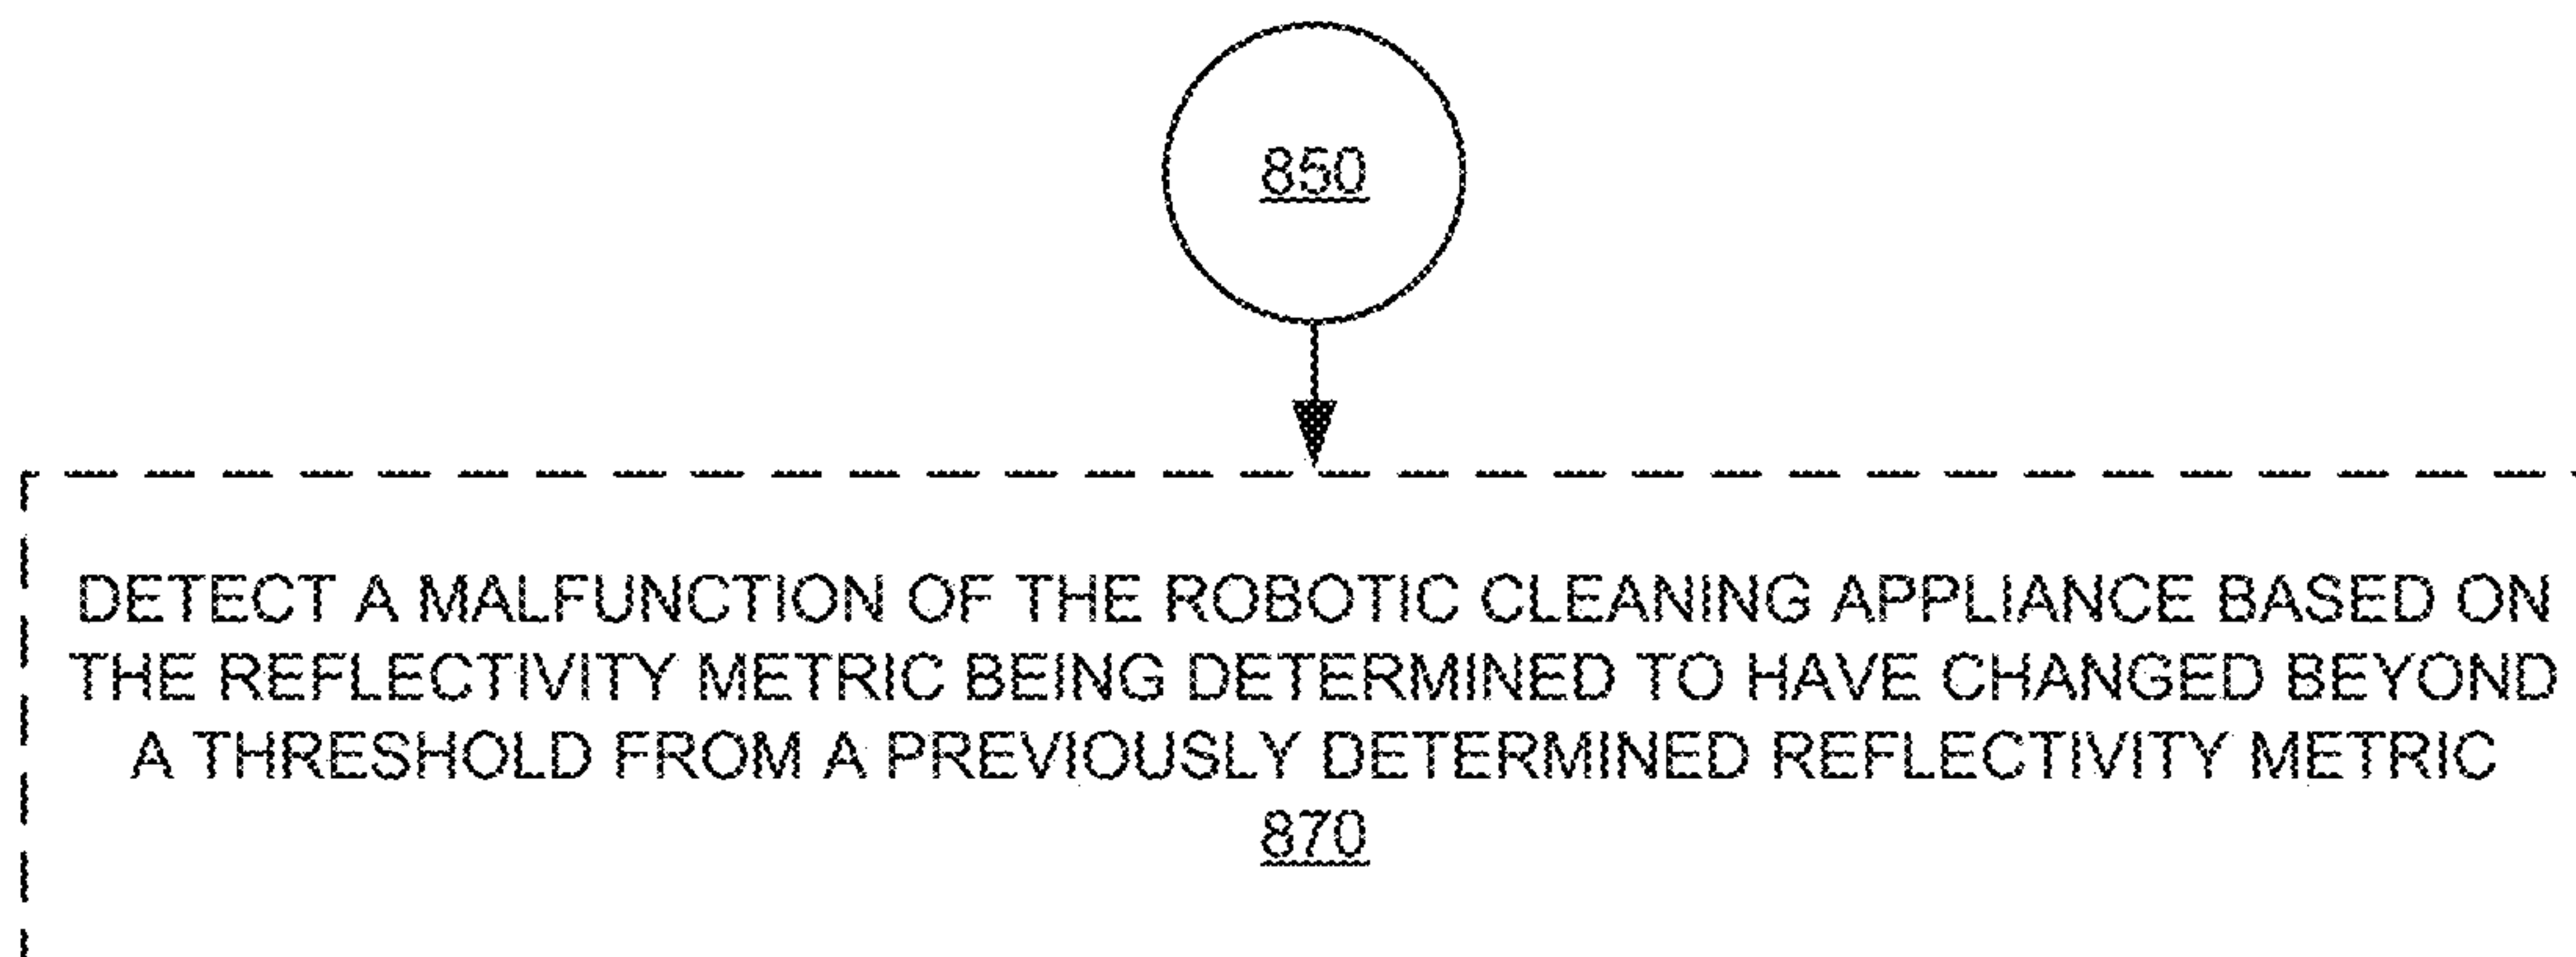 850
DETECT A MALFUNCTION OF THE ROBOTIC CLEANING APPLIANCE BASED ON
THE REFLECTIVITY METRIC BEING DETERMINED TO HAVE CHANGED BEYOND
A THRESHOLD FROM A PREVIOUSLY DETERMINED REFLECTIVITY METRIC
870